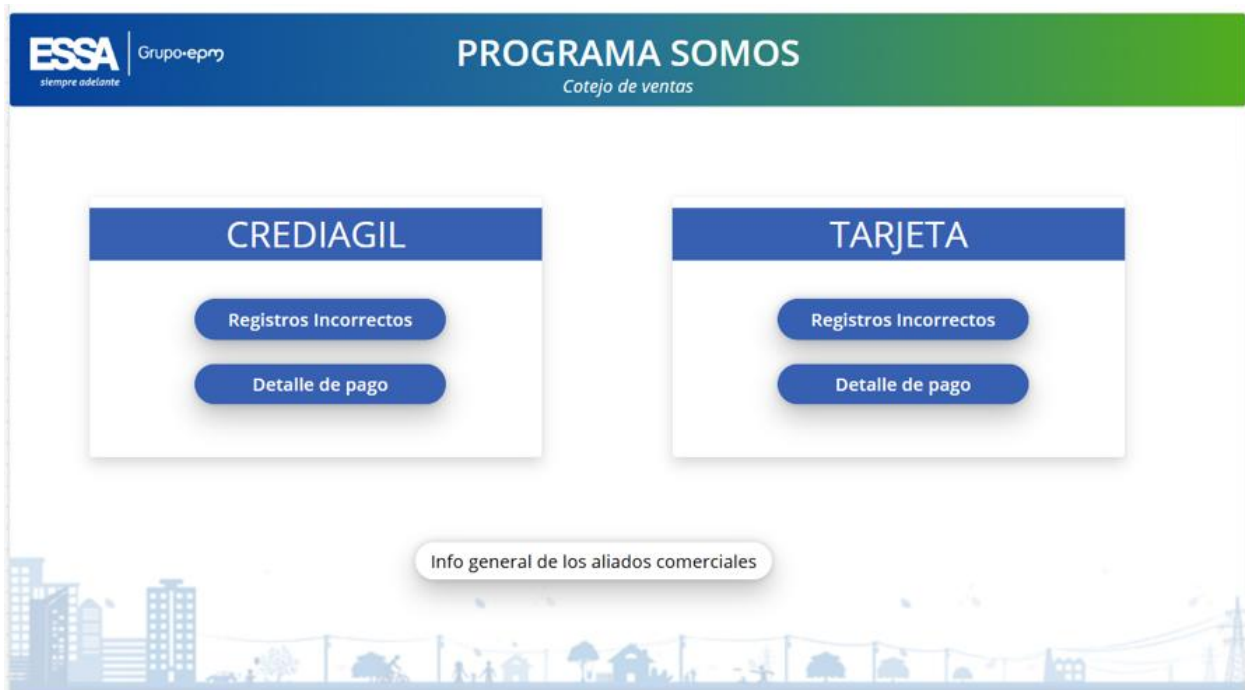 ESSA
siempre adelante
Grupo·epm
PROGRAMA SOMOS
Cotejo de ventas
CREDIAGIL
Registros Incorrectos
Detalle de pago
TARJETA
Registros Incorrectos
Detalle de pago
Info general de los aliados comerciales